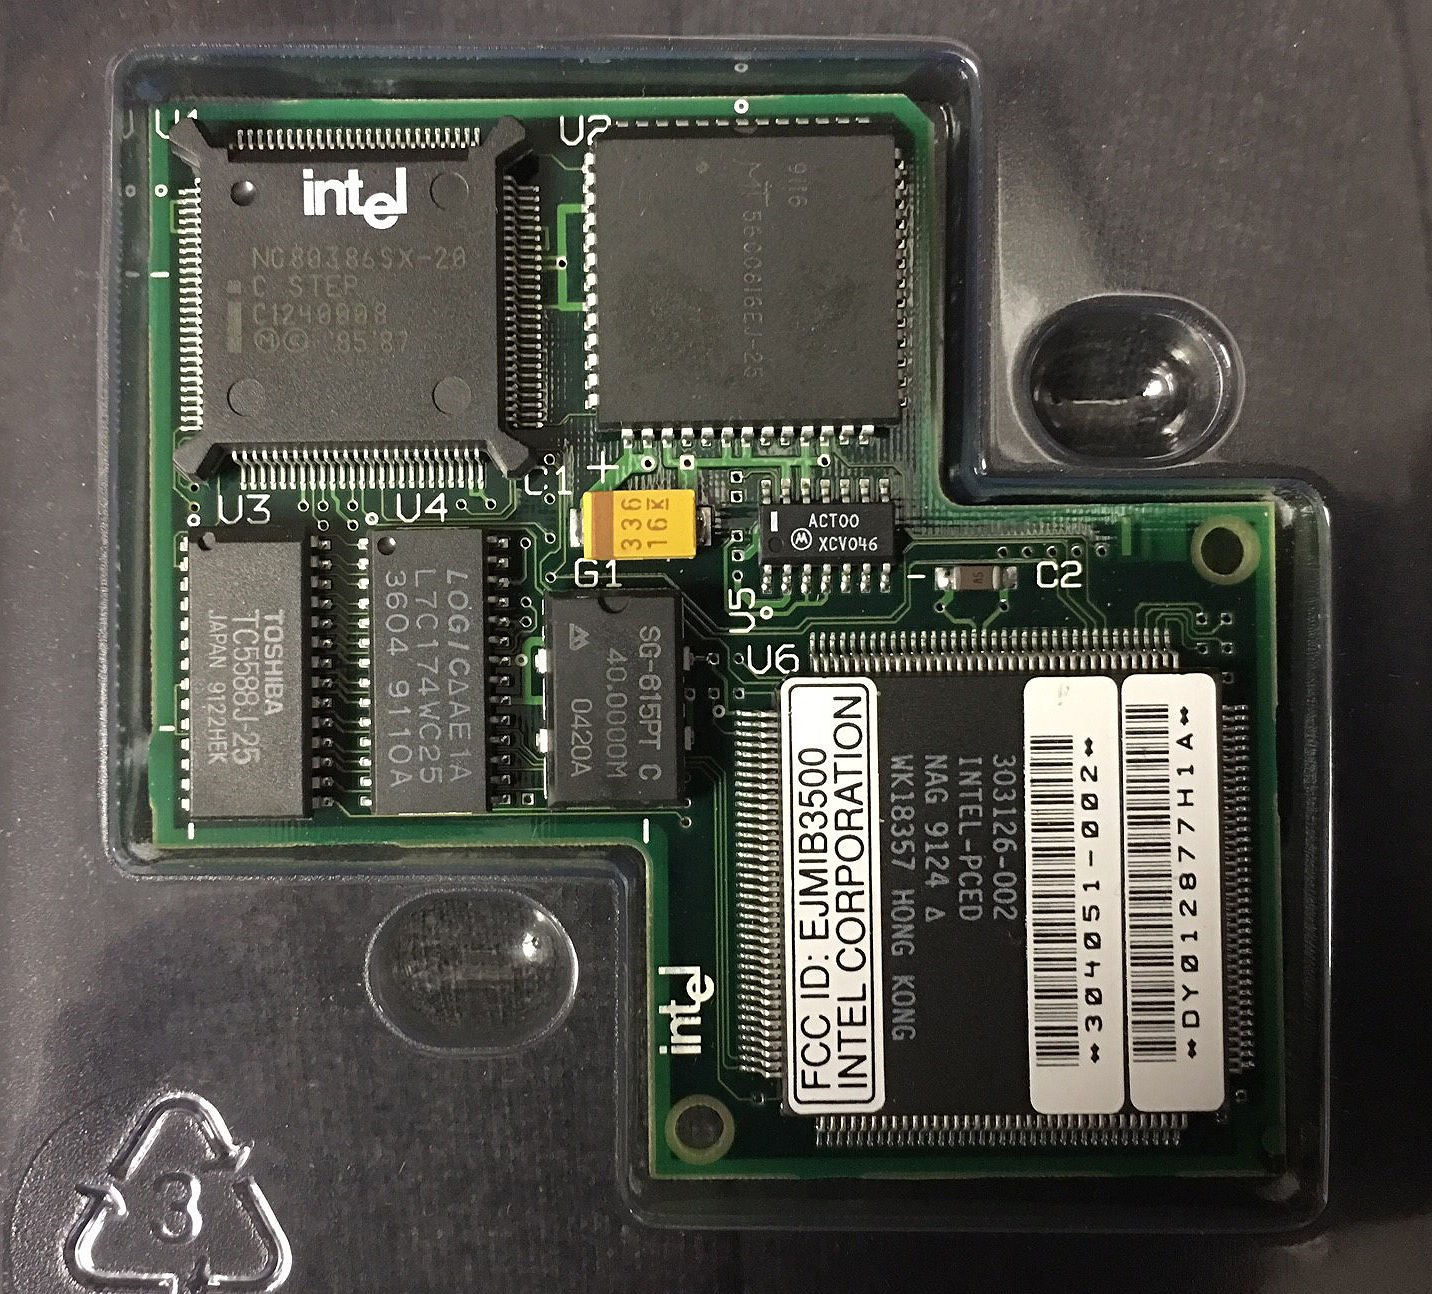 U1
intel
NG80386SX-20
C STEP
C1240008
Ⓜ © '85'87
U2
9116
MT56C0816EJ-25
U3
U4
C1 +
336
16K
ACT00
XCV046
C2
G1
U5
U6
TOSHIBA
TC5588J-25
JAPAN 9122HEK
LOGIC
L7C174WC25
3604 9110A
SG-615PT C
40.0000M
0420A
FCC ID: EJMIB3500
INTEL CORPORATION
303126-002
INTEL-PCED
NAG 9124 Δ
WK18357 HONG KONG
*304051-002*
*DY012877H1A*
intel
3